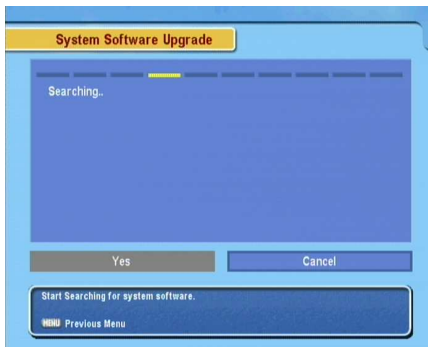 System Software Upgrade
Searching..
Yes
Cancel
Start Searching for system software.
MENU Previous Menu